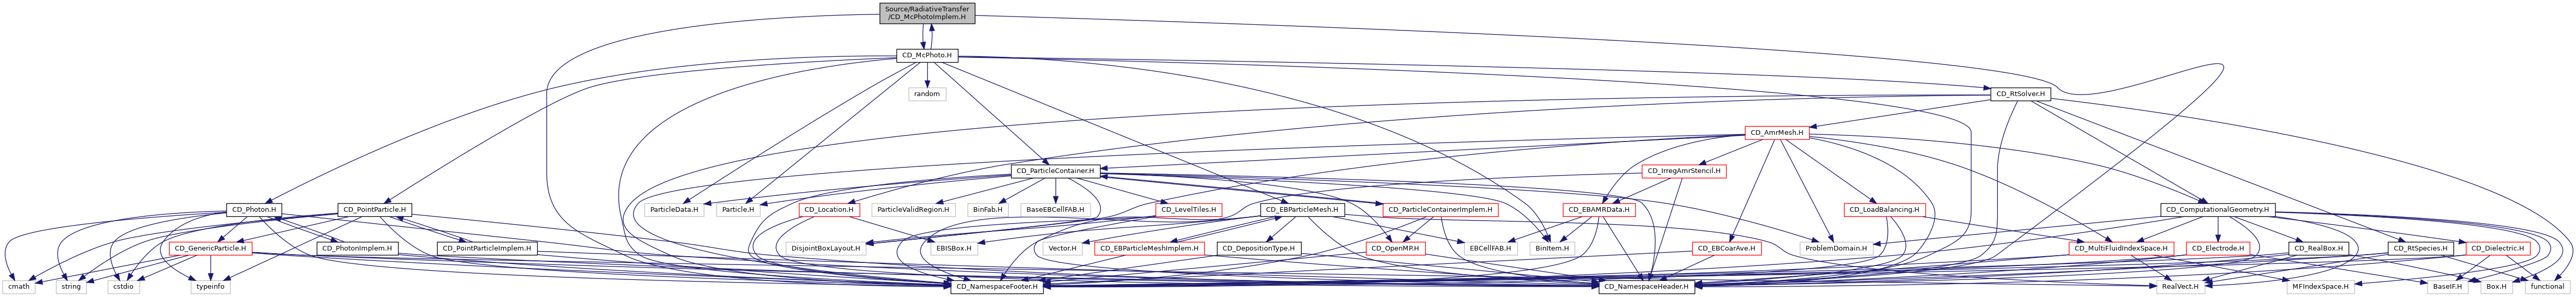 Source/RadiativeTransfer
/CD_McPhotoImplem.H
CD_McPhoto.H
random
CD_RtSolver.H
CD_AmrMesh.H
CD_ParticleContainer.H
CD_IrregAmrStencil.H
CD_Photon.H
CD_PointParticle.H
ParticleData.H
Particle.H
CD_Location.H
ParticleValidRegion.H
BinFab.H
BaseEBCellFAB.H
CD_LevelTiles.H
CD_EBParticleMesh.H
CD_ParticleContainerImplem.H
CD_EBAMRData.H
CD_LoadBalancing.H
CD_ComputationalGeometry.H
CD_GenericParticle.H
CD_PhotonImplem.H
CD_PointParticleImplem.H
DisjointBoxLayout.H
EBISBox.H
Vector.H
CD_EBParticleMeshImplem.H
CD_DepositionType.H
CD_OpenMP.H
EBCellFAB.H
BinItem.H
CD_EBCoarAve.H
ProblemDomain.H
CD_MultiFluidIndexSpace.H
CD_Electrode.H
CD_RealBox.H
CD_RtSpecies.H
CD_Dielectric.H
cmath
string
cstdio
typeinfo
CD_NamespaceFooter.H
CD_NamespaceHeader.H
RealVect.H
MFIndexSpace.H
BaseIF.H
Box.H
functional